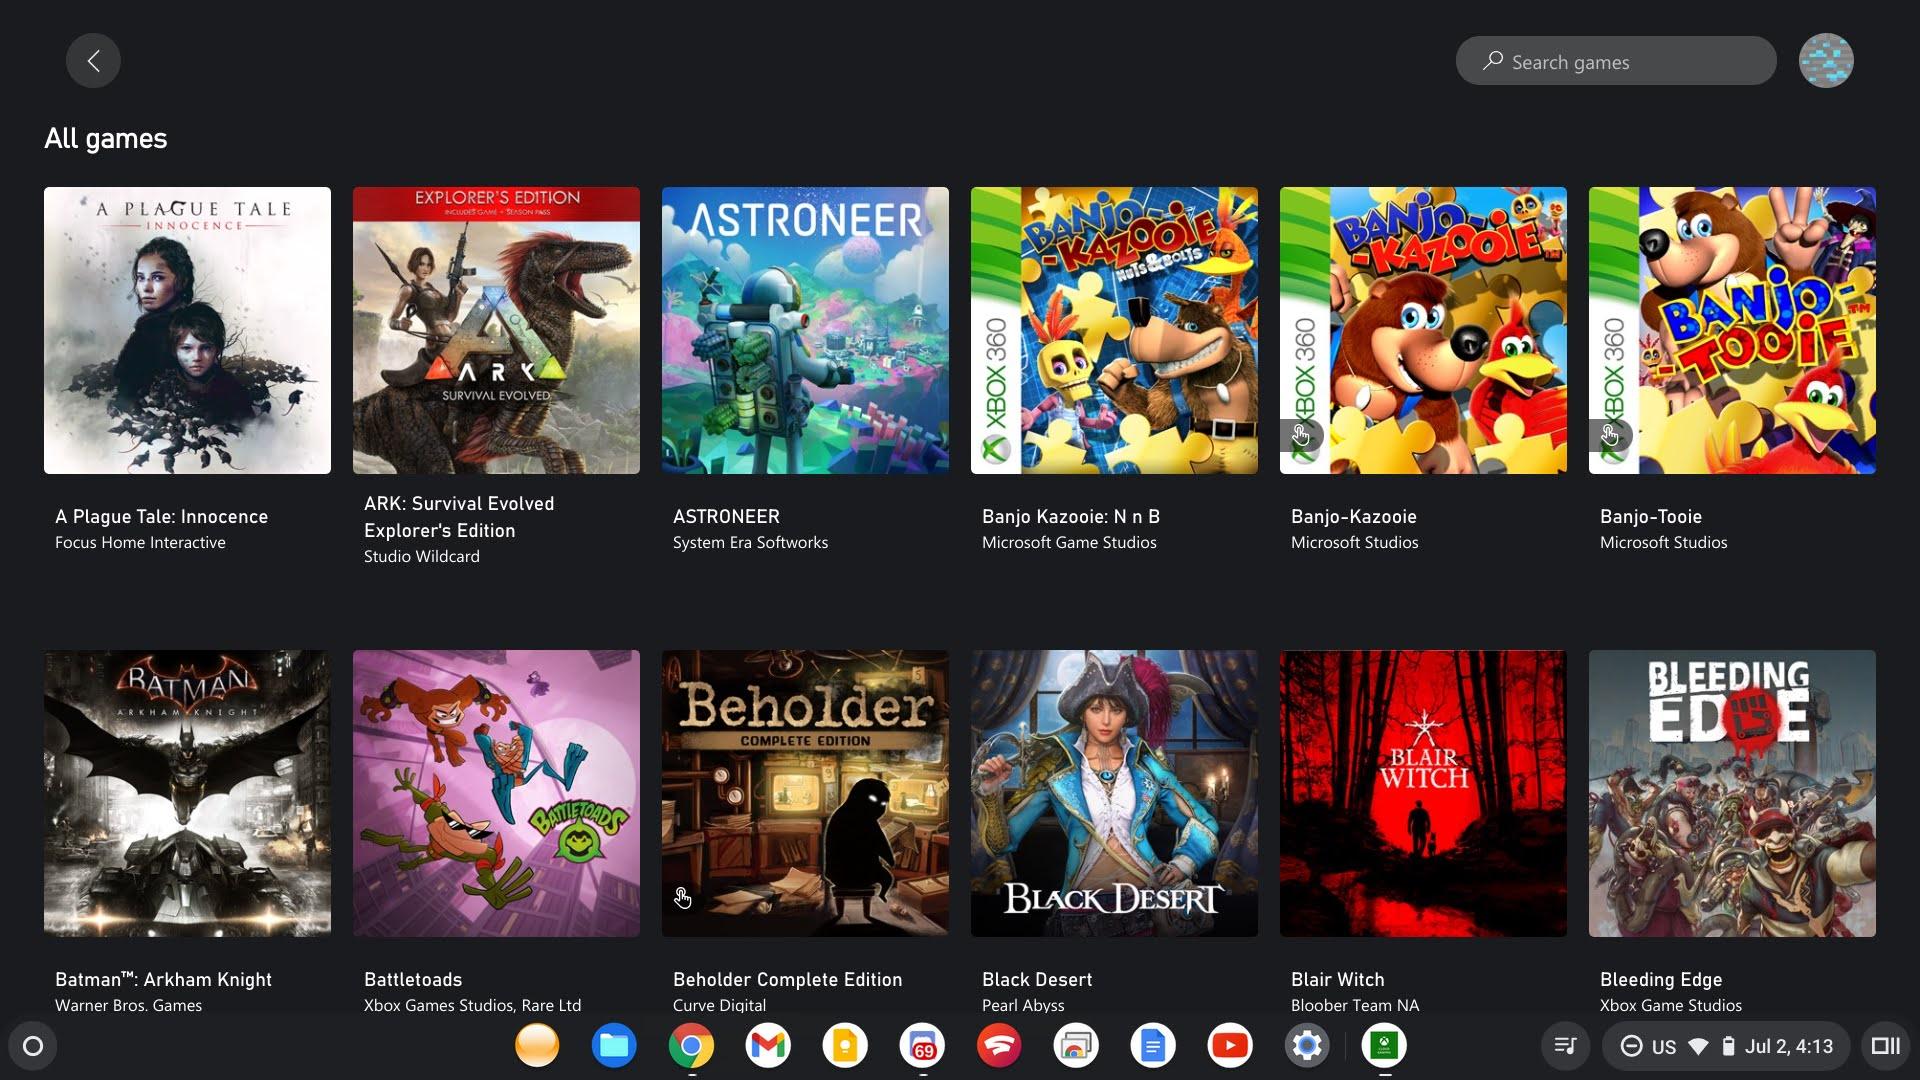 Search games
All games
A PLAGUE TALE
INNOCENCE
EXPLORER'S EDITION
INCLUDES GAME + SEASON PASS
ARK
SURVIVAL EVOLVED
ASTRONEER
XBOX 360
BANJO-
-KAZOOIE
NUTS&BOLTS
XBOX 360
BANJO-
-KAZOOIE™
XBOX 360
BANJO-
-TOOIE™
A Plague Tale: Innocence
Focus Home Interactive
ARK: Survival Evolved
Explorer's Edition
Studio Wildcard
ASTRONEER
System Era Softworks
Banjo Kazooie: N n B
Microsoft Game Studios
Banjo-Kazooie
Microsoft Studios
Banjo-Tooie
Microsoft Studios
BATMAN
ARKHAM KNIGHT
BATTLETOADS
Beholder
COMPLETE EDITION
BLACK DESERT
BLAIR
WITCH
BLEEDING
EDGE
Batman™: Arkham Knight
Warner Bros. Games
Battletoads
Xbox Games Studios, Rare Ltd
Beholder Complete Edition
Curve Digital
Black Desert
Pearl Abyss
Blair Witch
Bloober Team NA
Bleeding Edge
Xbox Game Studios
69
US
Jul 2, 4:13